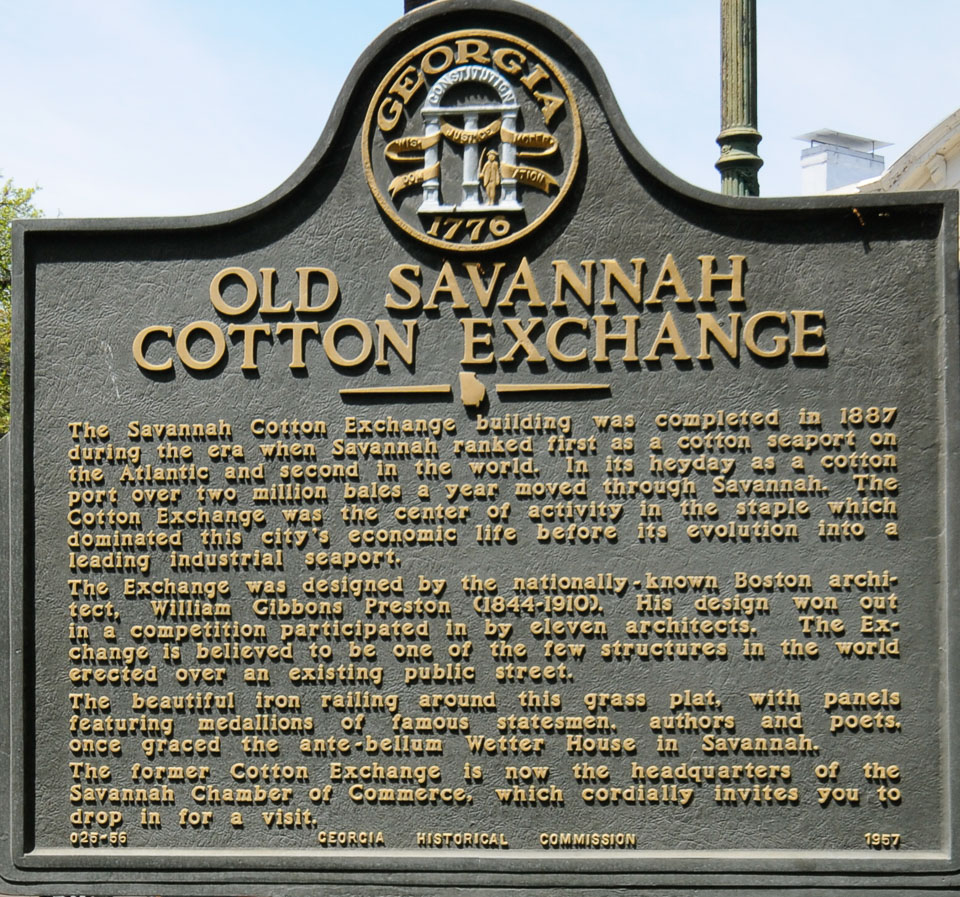 GEORGIA
CONSTITUTION
JUSTICE
1776
OLD SAVANNAH
COTTON EXCHANGE
The Savannah Cotton Exchange building was completed in 1887
during the era when Savannah ranked first as a cotton seaport on
the Atlantic and second in the world. In its heyday as a cotton
port over two million bales a year moved through Savannah. The
Cotton Exchange was the center of activity in the staple which
dominated this city's economic life before its evolution into a
leading industrial seaport.
The Exchange was designed by the nationally-known Boston archi-
tect, William Gibbons Preston (1844-1910). His design won out
in a competition participated in by eleven architects. The Ex-
change is believed to be one of the few structures in the world
erected over an existing public street.
The beautiful iron railing around this grass plat, with panels
featuring medallions of famous statesmen, authors and poets,
once graced the ante-bellum Wetter House in Savannah.
The former Cotton Exchange is now the headquarters of the
Savannah Chamber of Commerce, which cordially invites you to
drop in for a visit.
025-56 GEORGIA HISTORICAL COMMISSION 1957